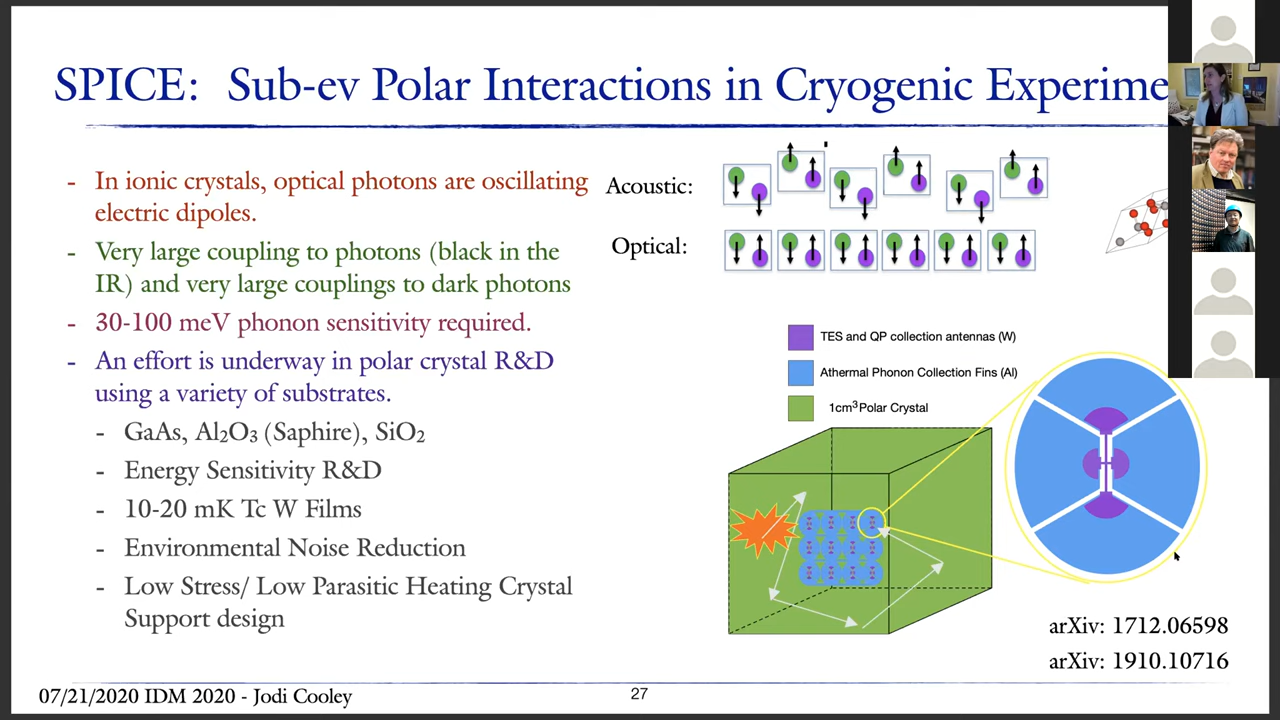 SPICE: Sub-ev Polar Interactions in Cryogenic Experime
- In ionic crystals, optical photons are oscillating
electric dipoles.
- Very large coupling to photons (black in the
IR) and very large couplings to dark photons
- 30-100 meV phonon sensitivity required.
- An effort is underway in polar crystal R&D
using a variety of substrates.
- GaAs, Al₂O₃ (Saphire), SiO₂
- Energy Sensitivity R&D
- 10-20 mK Tc W Films
- Environmental Noise Reduction
- Low Stress/ Low Parasitic Heating Crystal
Support design
Acoustic:
Optical:
TES and QP collection antennas (W)
Athermal Phonon Collection Fins (Al)
1cm³ Polar Crystal
arXiv: 1712.06598
arXiv: 1910.10716
07/21/2020 IDM 2020 - Jodi Cooley
27